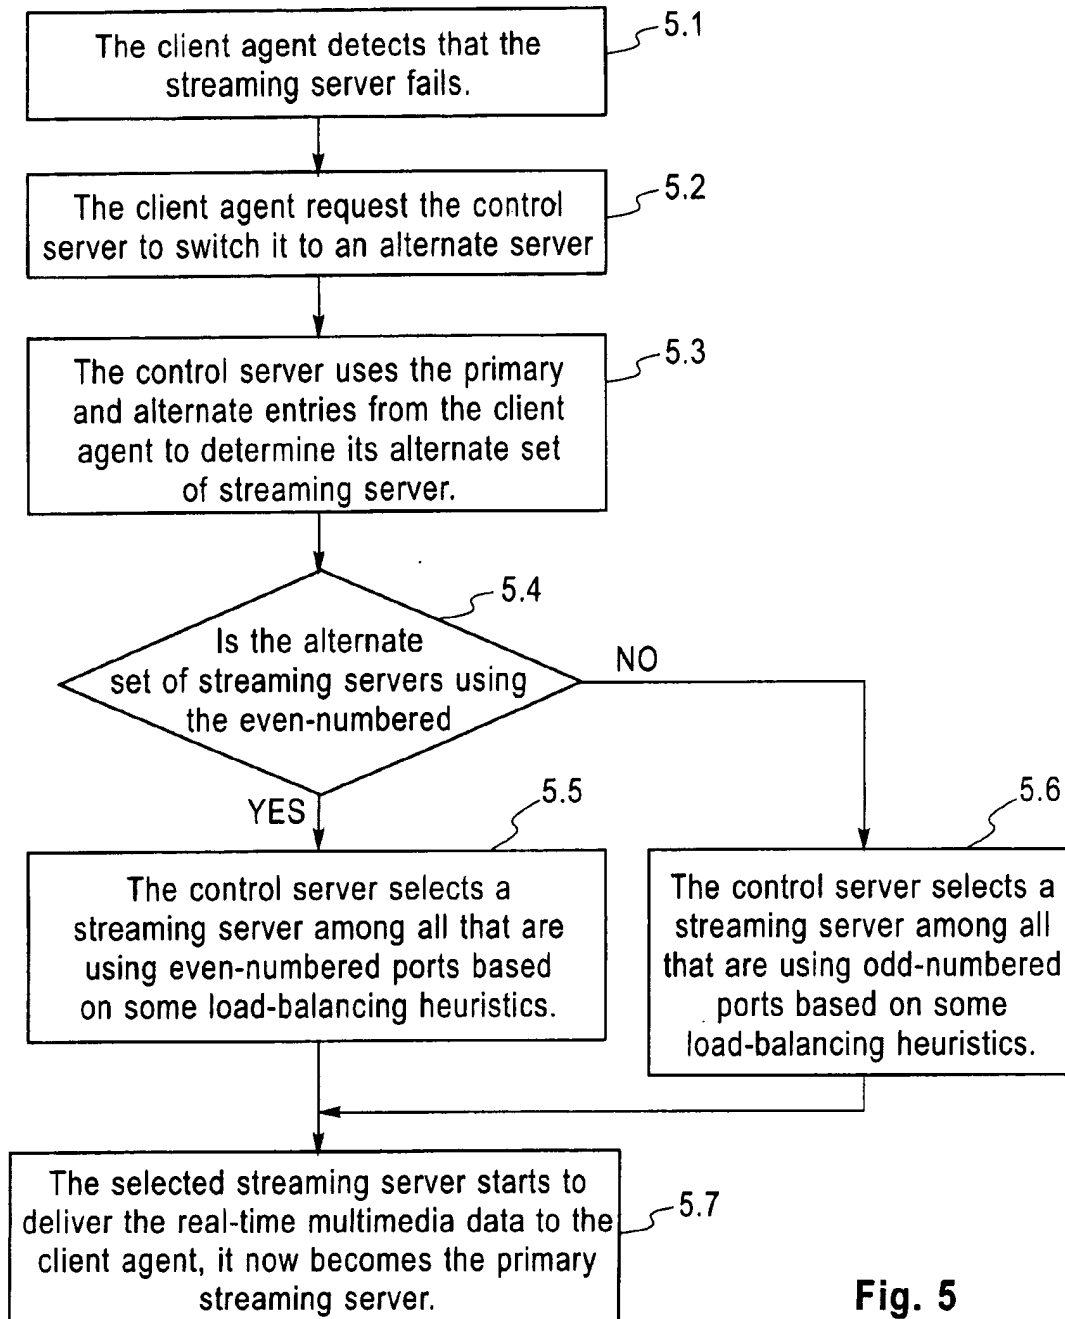 The client agent detects that the
streaming server fails.
5.1
The client agent request the control
server to switch it to an alternate server
5.2
The control server uses the primary
and alternate entries from the client
agent to determine its alternate set
of streaming server.
5.3
Is the alternate
set of streaming servers using
the even-numbered
5.4
NO
YES
The control server selects a
streaming server among all that are
using even-numbered ports based
on some load-balancing heuristics.
5.5
The control server selects a
streaming server among all
that are using odd-numbered
ports based on some
load-balancing heuristics.
5.6
The selected streaming server starts to
deliver the real-time multimedia data to the
client agent, it now becomes the primary
streaming server.
5.7
Fig. 5